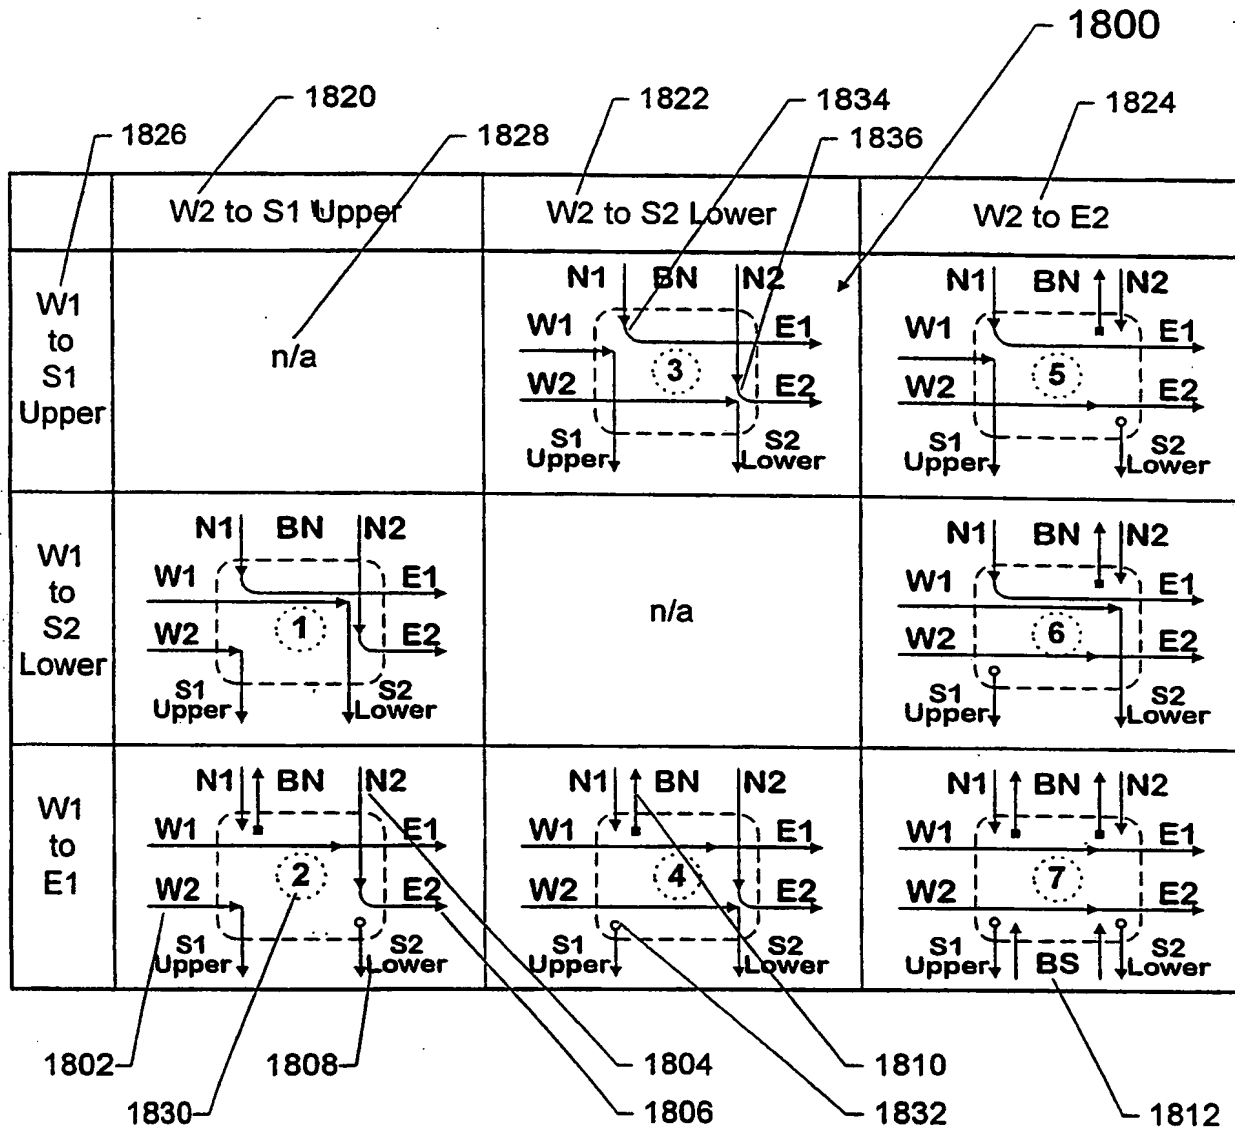 1800
1820
1822
1834
1824
1826
1828
1836
W2 to S1 Upper
W2 to S2 Lower
W2 to E2
W1
to
S1
Upper
n/a
N1 BN N2
W1 E1
3
W2 E2
S1
Upper
S2
Lower
N1 BN N2
W1 E1
5
W2 E2
S1
Upper
S2
Lower
W1
to
S2
Lower
N1 BN N2
W1 E1
1
W2 E2
S1
Upper
S2
Lower
n/a
N1 BN N2
W1 E1
6
W2 E2
S1
Upper
S2
Lower
W1
to
E1
N1 BN N2
W1 E1
2
W2 E2
S1
Upper
S2
Lower
N1 BN N2
W1 E1
4
W2 E2
S1
Upper
S2
Lower
N1 BN N2
W1 E1
7
W2 E2
S1
Upper
BS
S2
Lower
1802
1808
1804
1810
1830
1806
1832
1812